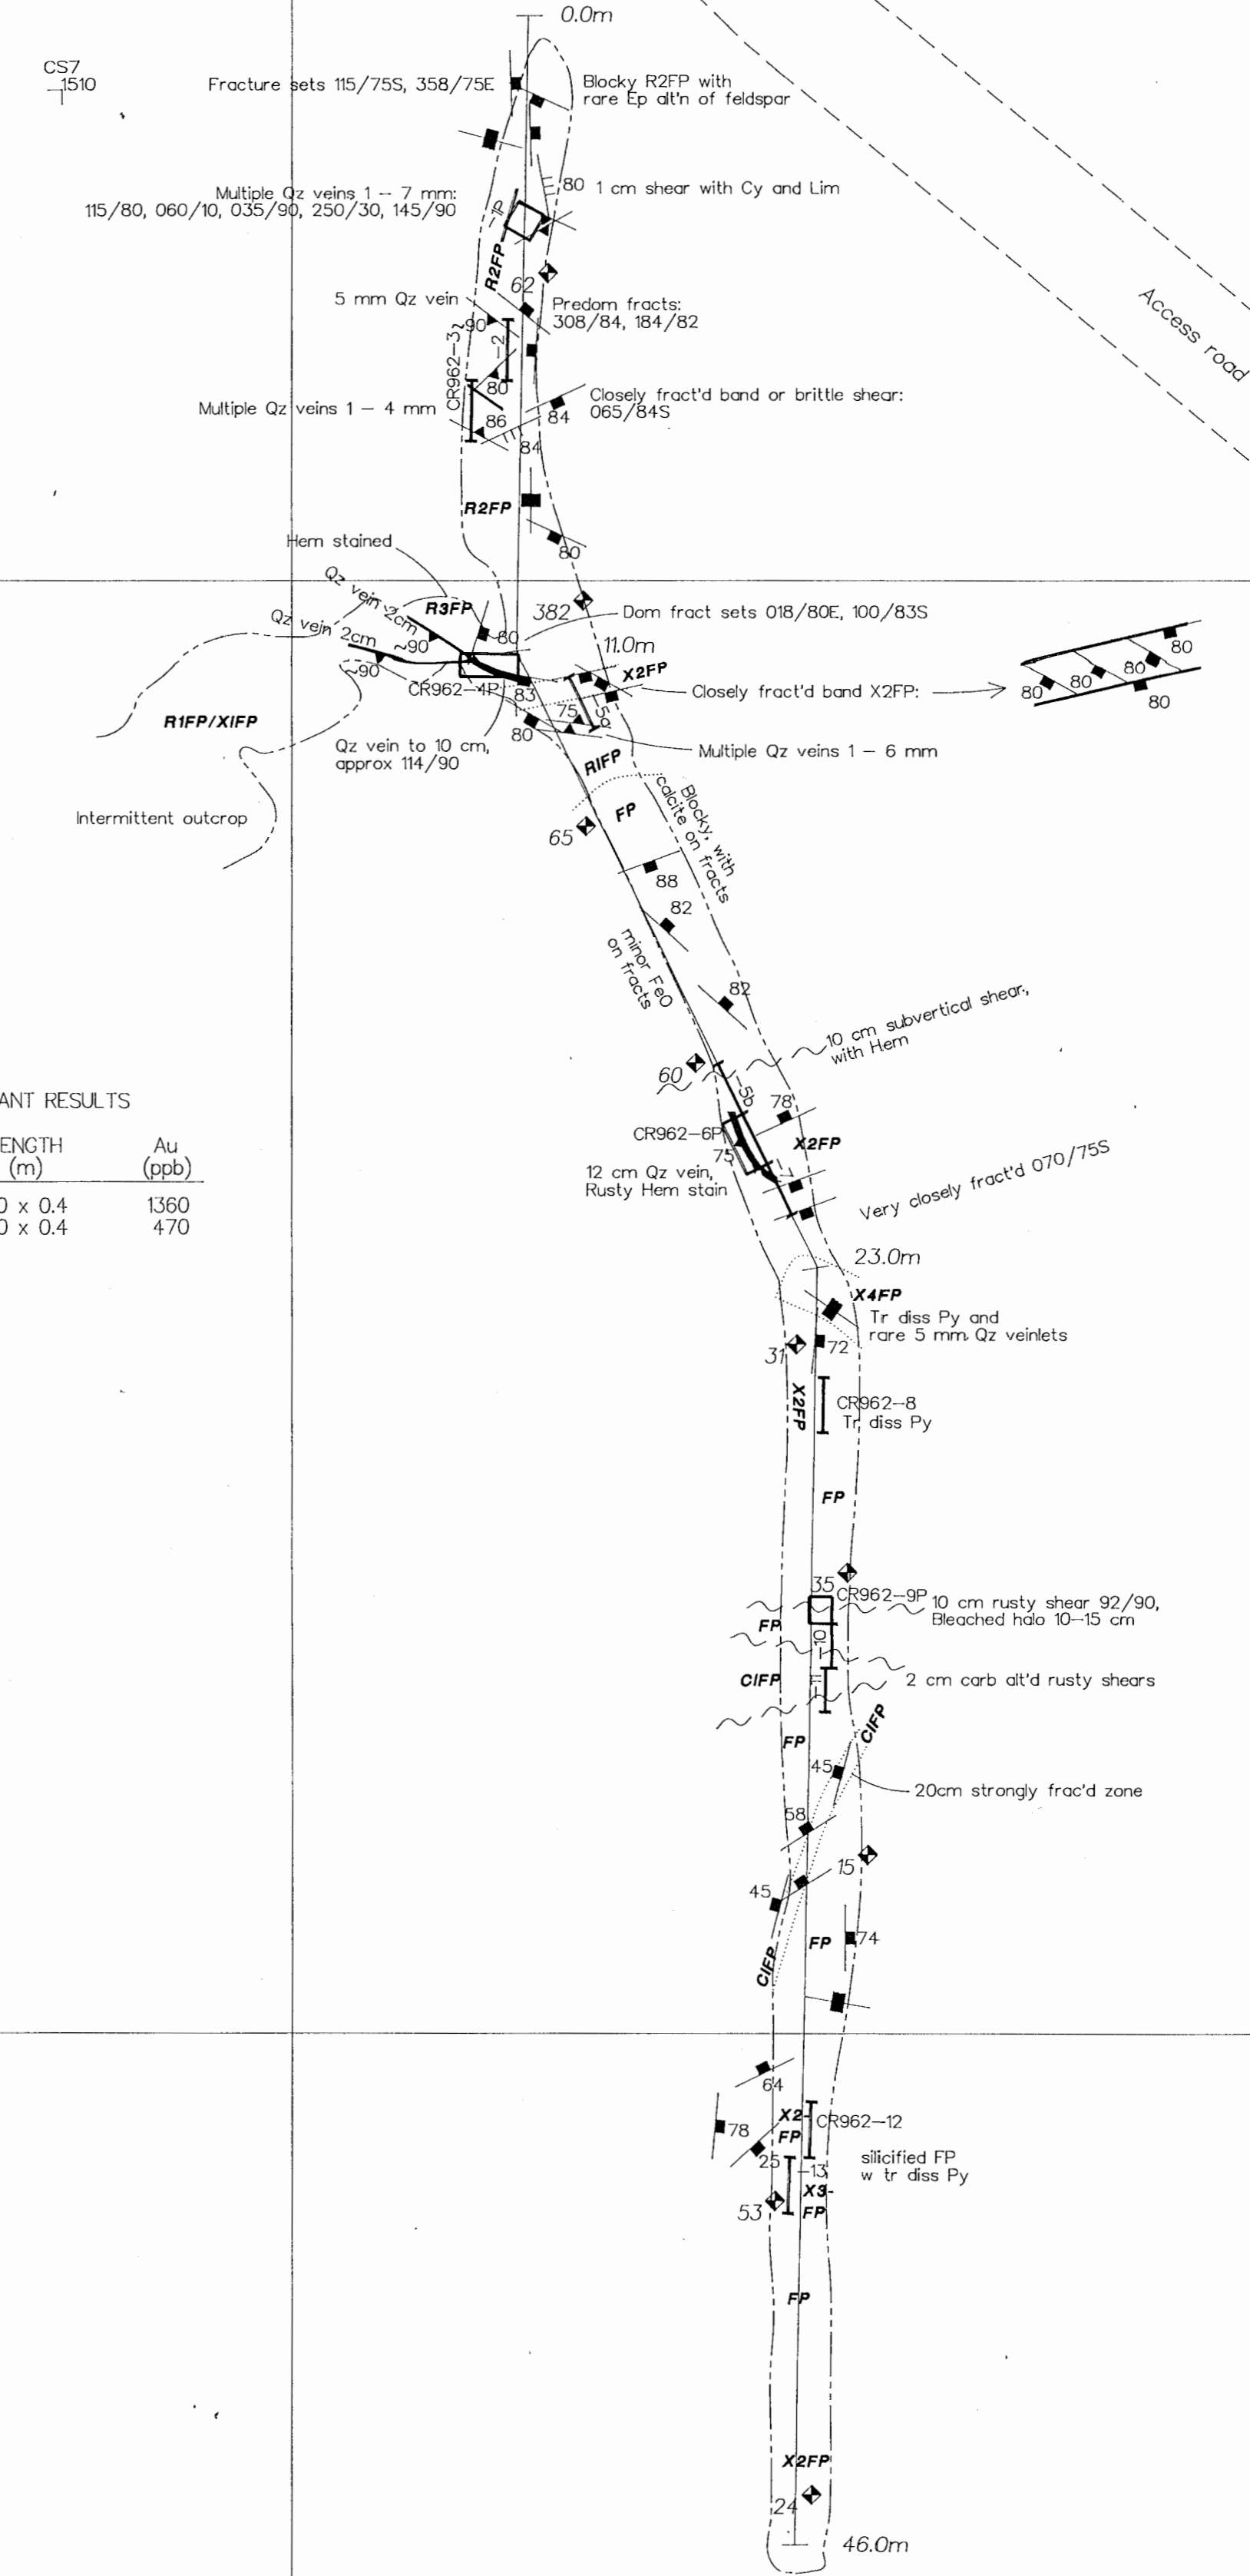 0.0m
CS7
1510
Fracture sets 115/75S, 358/75E
Blocky R2FP with
rare Ep alt'n of feldspar
80
1 cm shear with Cy and Lim
Multiple Qz veins 1 – 7 mm:
115/80, 060/10, 035/90, 250/30, 145/90
-1P
R2FP
62
5 mm Qz vein
Predom fracts:
308/84, 184/82
~90
-2
CR962-3
80
Closely fract'd band or brittle shear:
065/84S
Multiple Qz veins 1 – 4 mm
86
84
84
Access road
R2FP
Hem stained
80
Qz vein 2cm
R3FP
382
Dom fract sets 018/80E, 100/83S
Qz vein 2cm
~90
80
11.0m
~90
CR962-4P
83
X2FP
Closely fract'd band X2FP:
80
80
80
80
80
80
R1FP/XIFP
75
-5a
80
Qz vein to 10 cm,
approx 114/90
Multiple Qz veins 1 – 6 mm
RIFP
Intermittent outcrop
FP
Blocky, with
calcite on fracts
65
88
82
minor FeO
on fracts
82
10 cm subvertical shear,
with Hem
60
-5b
78
ANT RESULTS
ENGTH
(m)
Au
(ppb)
0 x 0.4 1360
0 x 0.4 470
CR962-6P
75
X2FP
12 cm Qz vein,
Rusty Hem stain
-7
Very closely fract'd 070/75S
23.0m
X4FP
Tr diss Py and
rare 5 mm Qz veinlets
31
72
X2FP
CR962-8
Tr diss Py
FP
35
CR962-9P
10 cm rusty shear 92/90,
Bleached halo 10-15 cm
FP
-10
CIFP
-11
2 cm carb alt'd rusty shears
FP
CIFP
45
20cm strongly frac'd zone
58
15
45
FP
74
CIFP
64
X2-
FP
CR962-12
78
25
-13
silicified FP
w tr diss Py
X3-
FP
53
FP
X2FP
24
46.0m